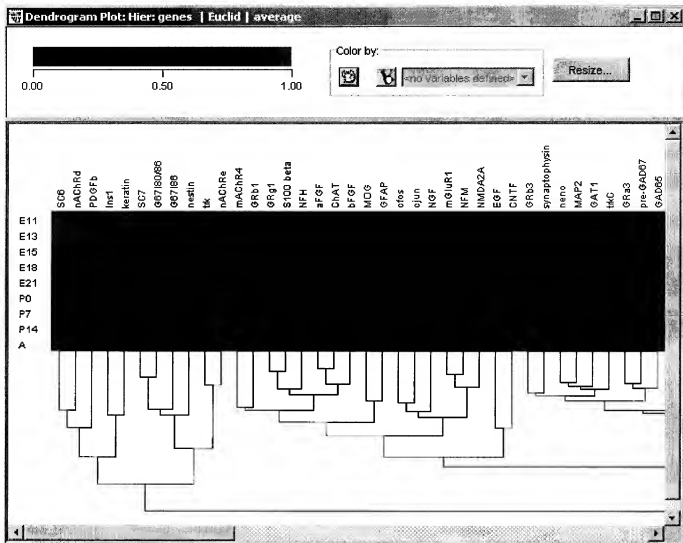 Dendrogram Plot: Hier: genes | Euclid | average
0.00 0.50 1.00
Color by:
<no variables defined>
Resize...
SC6 nAChRd PDGFb Ins1 keratin SC7 G67I80/86 G67I86 nestin trk nAChRe mAChR4 GRb1 GRg1 S100 beta NFH aFGF ChAT bFGF MOG GFAP cfos cjun NGF mGluR1 NFM NMDA2A EGF CNTF GRb3 synaptophysin neno MAP2 GAT1 trkC GRa3 pre-GAD67 GAD65
E11
E13
E15
E18
E21
P0
P7
P14
A